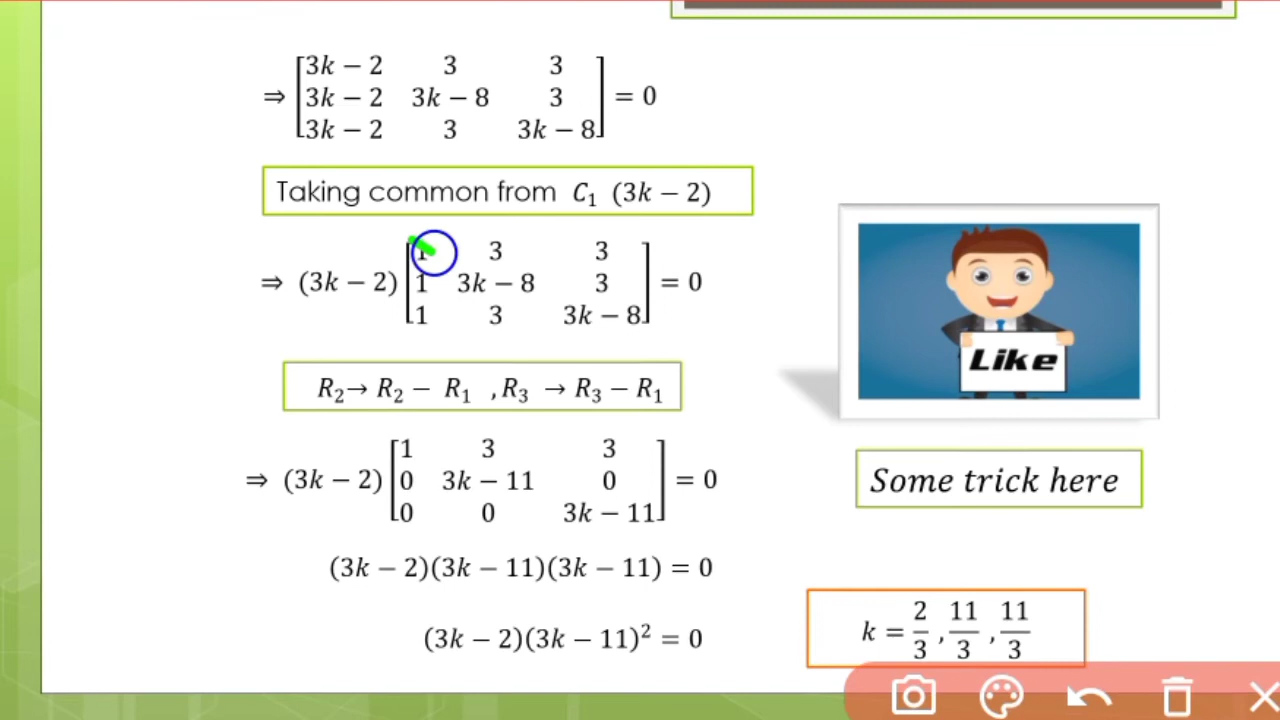 ⇒ [3k − 2 3 3
3k − 2 3k − 8 3
3k − 2 3 3k − 8] = 0
Taking common from C₁ (3k − 2)
⇒ (3k − 2) [1 3 3
1 3k − 8 3
1 3 3k − 8] = 0
R₂→ R₂ − R₁ , R₃ → R₃ − R₁
⇒ (3k − 2) [1 3 3
0 3k − 11 0
0 0 3k − 11] = 0
(3k − 2)(3k − 11)(3k − 11) = 0
(3k − 2)(3k − 11)² = 0
Like
Some trick here
k = 2/3 , 11/3 , 11/3